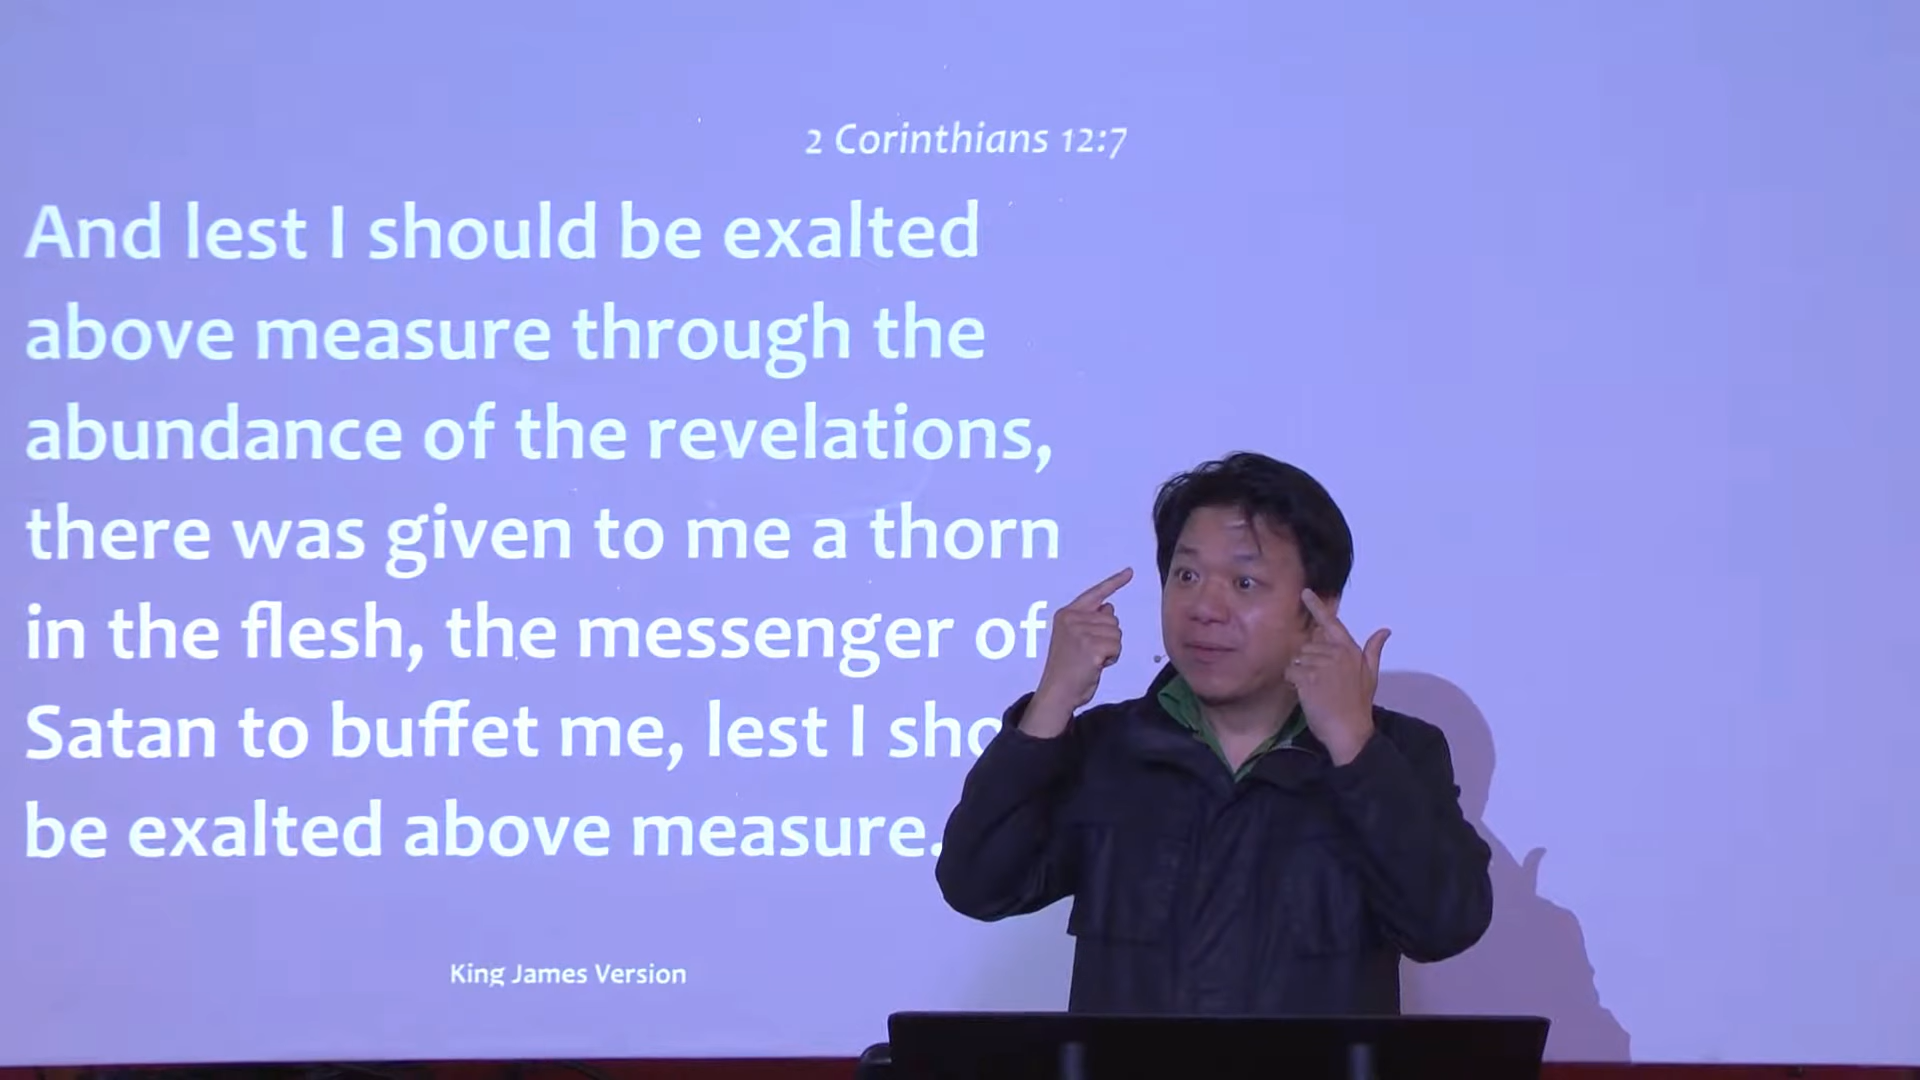 2 Corinthians 12:7
And lest I should be exalted
above measure through the
abundance of the revelations,
there was given to me a thorn
in the flesh, the messenger of
Satan to buffet me, lest I sho
be exalted above measure.
King James Version